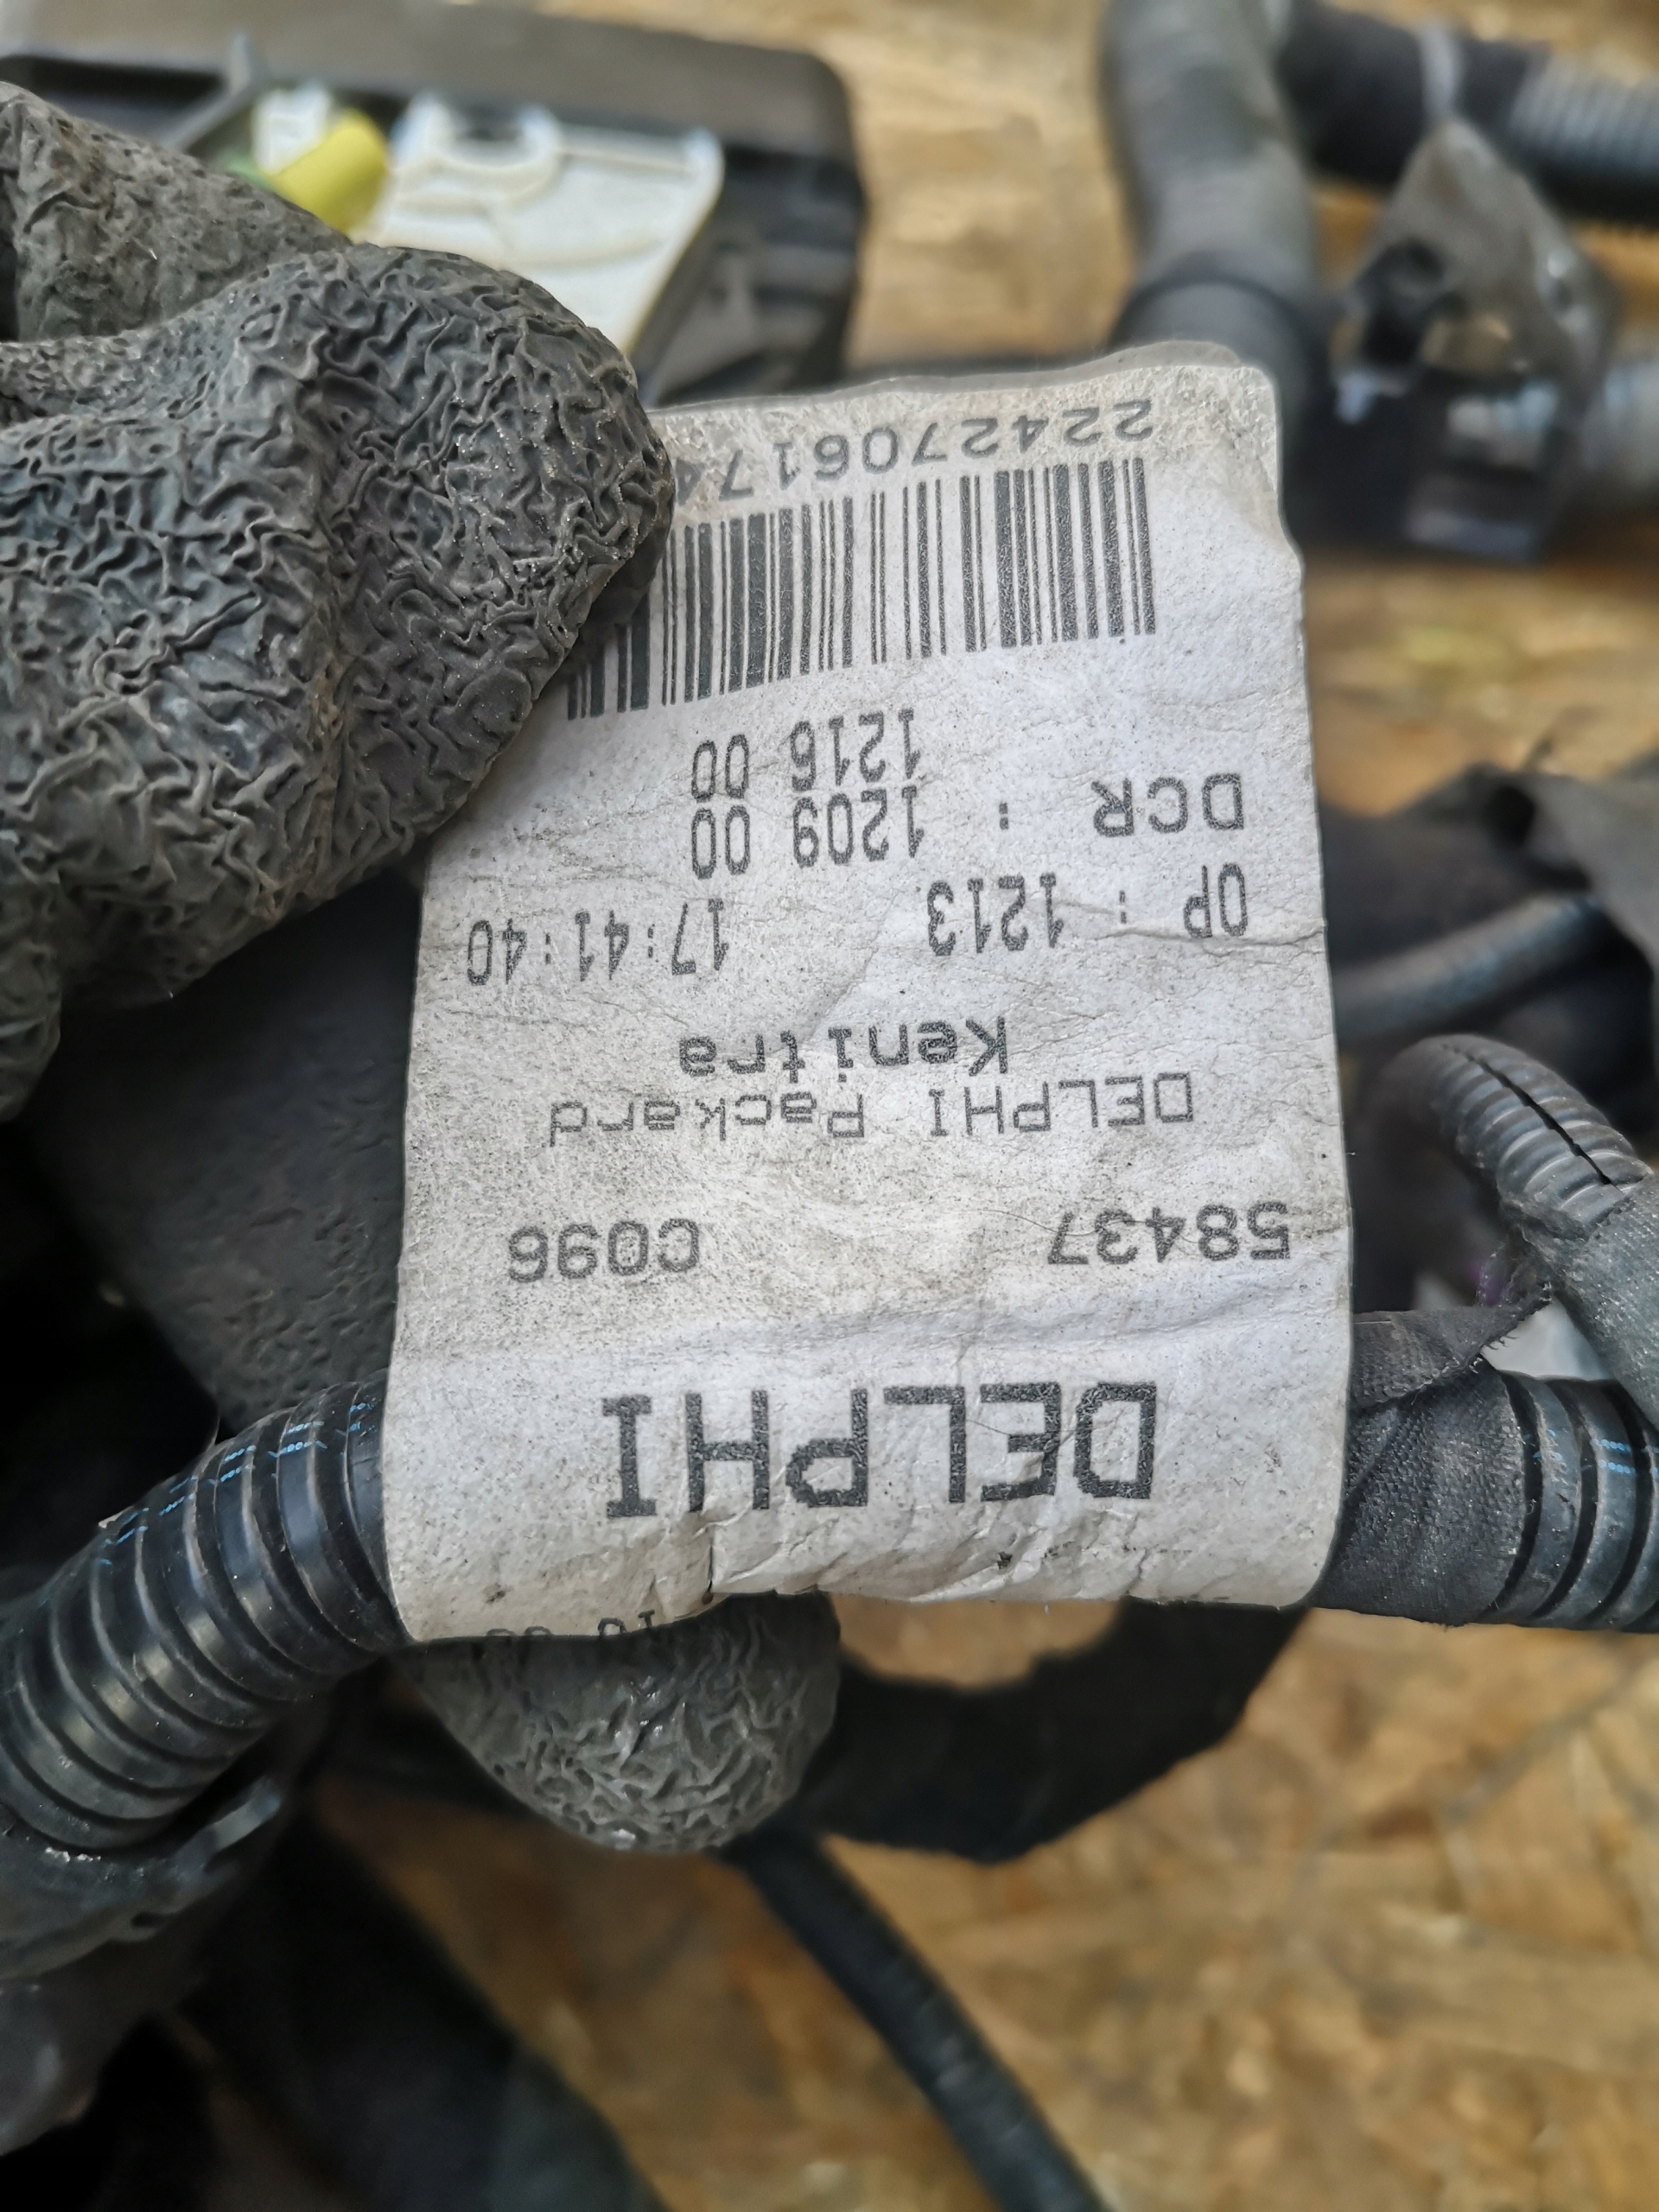 DELPHI
58437 C096
DELPHI Packard
Kenitra
OP : 1213 17:41:40
DCR : 1209 00
1216 00
2242706174